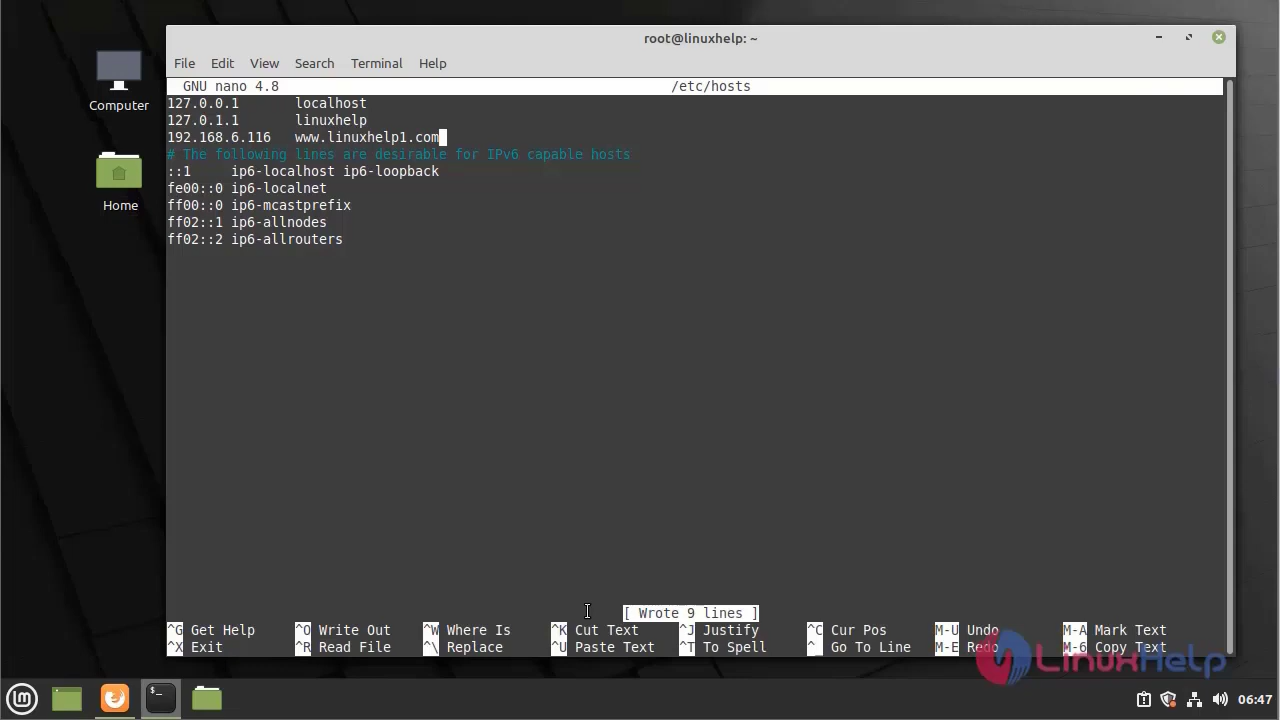 root@linuxhelp: ~
File Edit View Search Terminal Help
GNU nano 4.8 /etc/hosts
127.0.0.1 localhost
127.0.1.1 linuxhelp
192.168.6.116 www.linuxhelp1.com
# The following lines are desirable for IPv6 capable hosts
::1 ip6-localhost ip6-loopback
fe00::0 ip6-localnet
ff00::0 ip6-mcastprefix
ff02::1 ip6-allnodes
ff02::2 ip6-allrouters
Computer
Home
[ Wrote 9 lines ]
^G Get Help ^O Write Out ^W Where Is ^K Cut Text ^J Justify ^C Cur Pos M-U Undo M-A Mark Text
^X Exit ^R Read File ^\ Replace ^U Paste Text ^T To Spell ^_ Go To Line M-E Redo M-6 Copy Text
LinuxHelp
>_
06:47